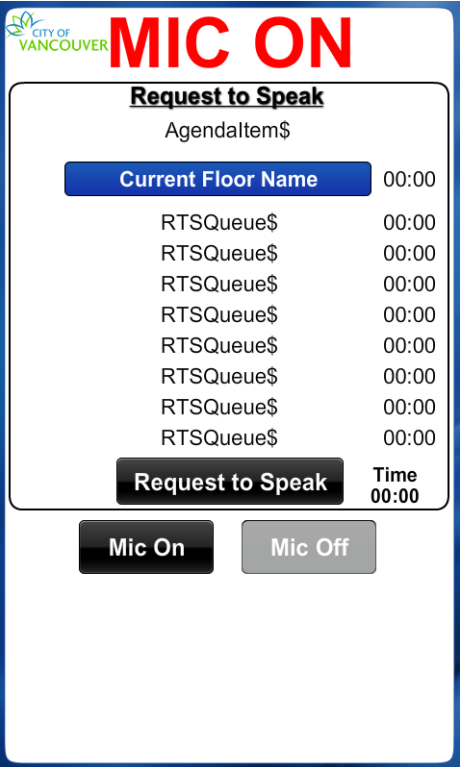 CITY OF
VANCOUVER
MIC ON
Request to Speak
AgendaItem$
Current Floor Name 00:00
RTSQueue$ 00:00
RTSQueue$ 00:00
RTSQueue$ 00:00
RTSQueue$ 00:00
RTSQueue$ 00:00
RTSQueue$ 00:00
RTSQueue$ 00:00
RTSQueue$ 00:00
Request to Speak
Time
00:00
Mic On Mic Off